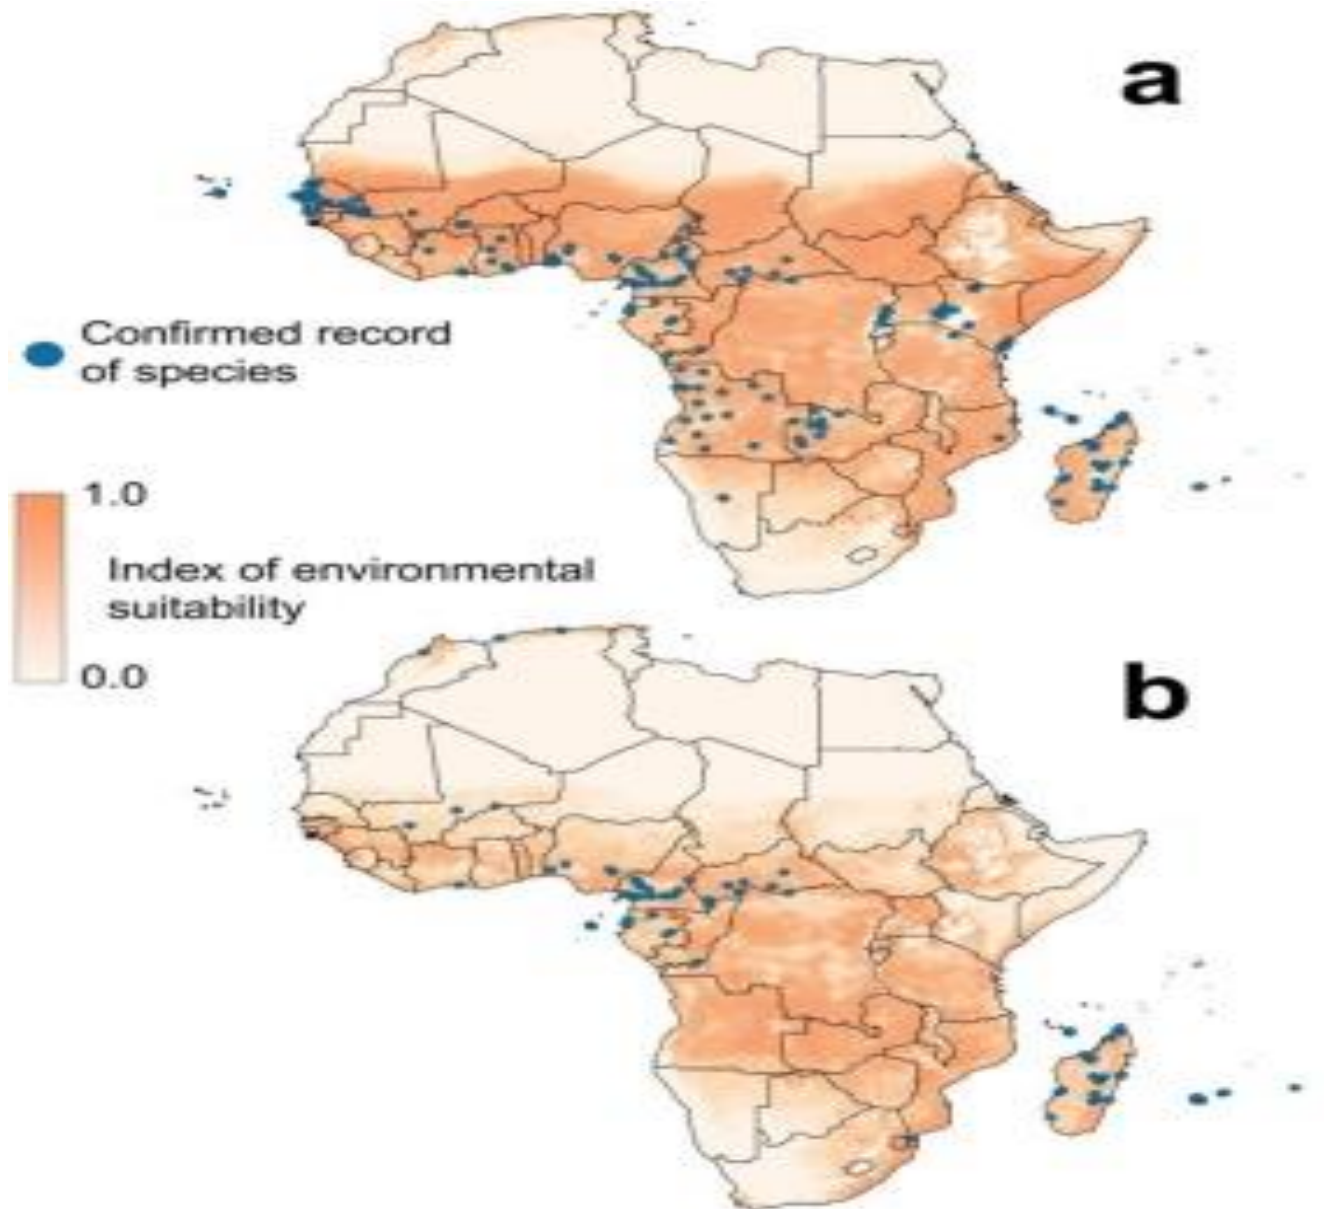 a
Confirmed record
of species
1.0
Index of environmental
suitability
0.0
b